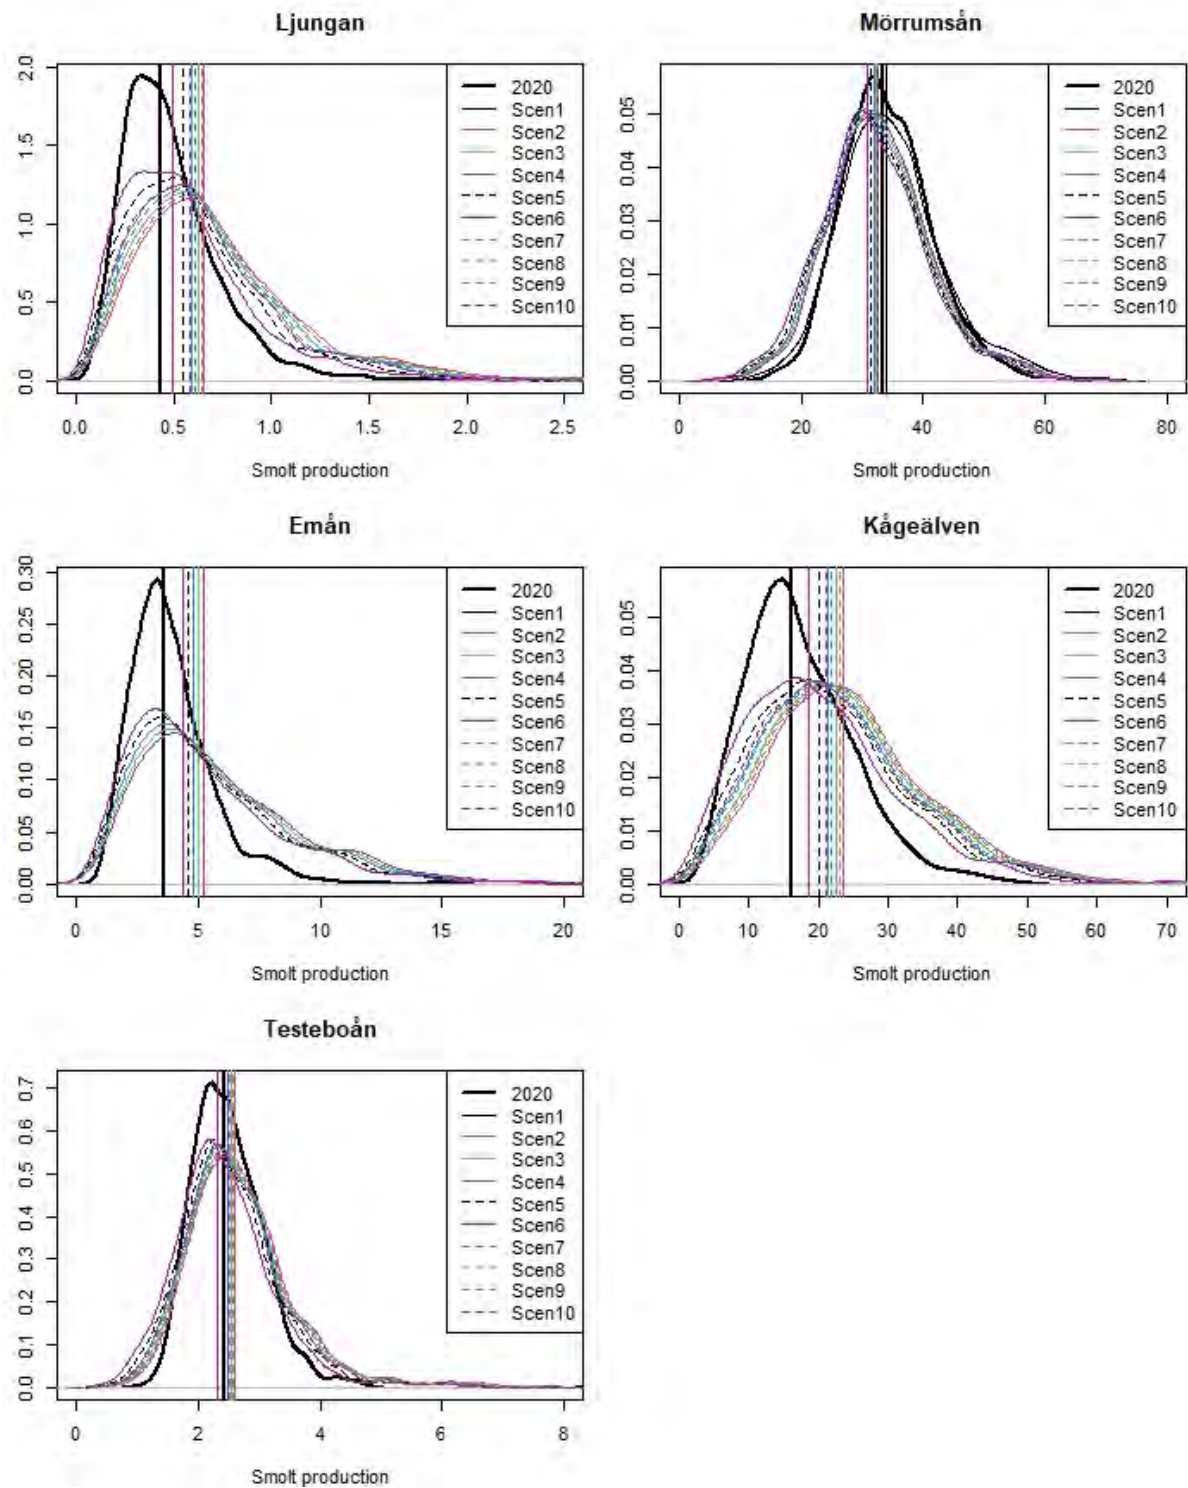 Ljungan
2.0
1.5
1.0
0.5
0.0
2020
Scen1
Scen2
Scen3
Scen4
Scen5
Scen6
Scen7
Scen8
Scen9
Scen10
0.0 0.5 1.0 1.5 2.0 2.5
Smolt production
Mörrumsån
0.05
0.04
0.03
0.02
0.01
0.00
2020
Scen1
Scen2
Scen3
Scen4
Scen5
Scen6
Scen7
Scen8
Scen9
Scen10
0 20 40 60 80
Smolt production
Emån
0.30
0.25
0.20
0.15
0.10
0.05
0.00
2020
Scen1
Scen2
Scen3
Scen4
Scen5
Scen6
Scen7
Scen8
Scen9
Scen10
0 5 10 15 20
Smolt production
Kågeälven
0.05
0.04
0.03
0.02
0.01
0.00
2020
Scen1
Scen2
Scen3
Scen4
Scen5
Scen6
Scen7
Scen8
Scen9
Scen10
0 10 20 30 40 50 60 70
Smolt production
Testeboån
0.7
0.6
0.5
0.4
0.3
0.2
0.1
0.0
2020
Scen1
Scen2
Scen3
Scen4
Scen5
Scen6
Scen7
Scen8
Scen9
Scen10
0 2 4 6 8
Smolt production